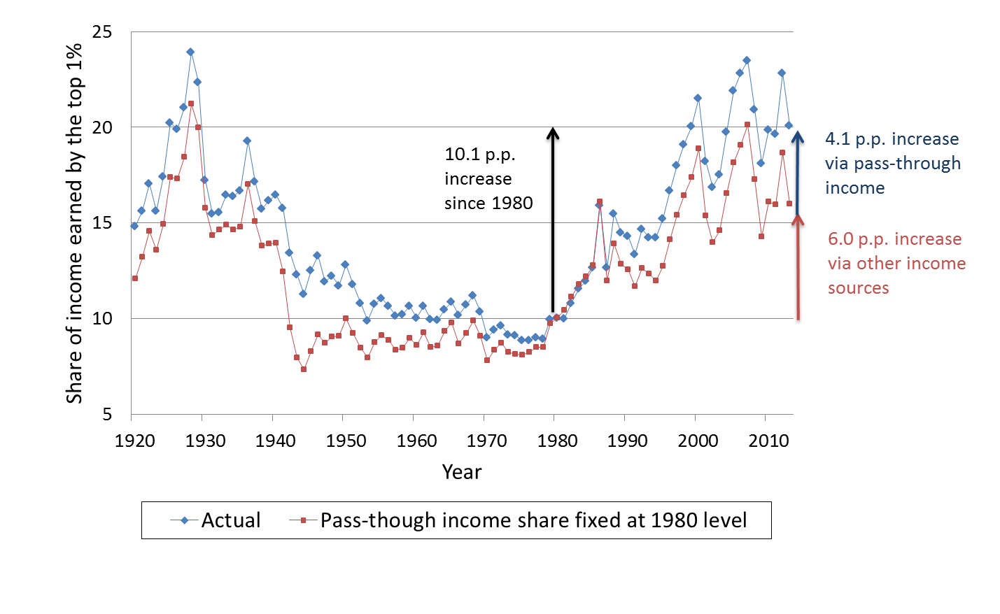 Share of income earned by the top 1%
25
20
15
10
5
10.1 p.p.
increase
since 1980
4.1 p.p. increase
via pass-through
income
6.0 p.p. increase
via other income
sources
1920 1930 1940 1950 1960 1970 1980 1990 2000 2010
Year
Actual Pass-though income share fixed at 1980 level